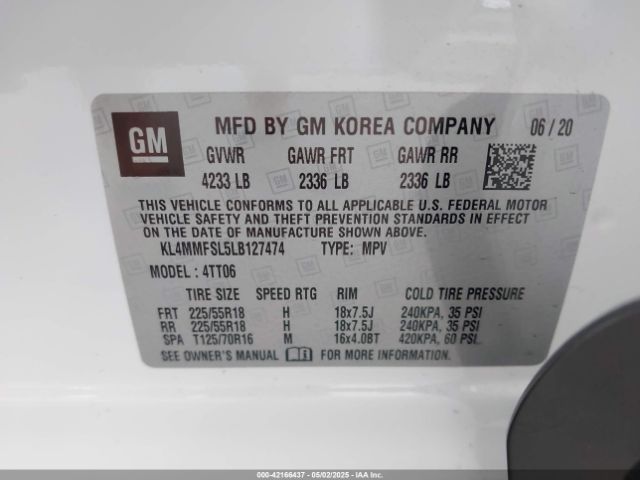 GM
MFD BY GM KOREA COMPANY 06/20
GVWR GAWR FRT GAWR RR
4233 LB 2336 LB 2336 LB
THIS VEHICLE CONFORMS TO ALL APPLICABLE U.S. FEDERAL MOTOR
VEHICLE SAFETY AND THEFT PREVENTION STANDARDS IN EFFECT
ON THE DATE OF MANUFACTURE SHOWN ABOVE.
KL4MMFSL5LB127474 TYPE: MPV
MODEL: 4TT06
TIRE SIZE SPEED RTG RIM COLD TIRE PRESSURE
FRT 225/55R18 H 18x7.5J 240KPA, 35 PSI
RR 225/55R18 H 18x7.5J 240KPA, 35 PSI
SPA T125/70R16 M 16x4.0BT 420KPA, 60 PSI
SEE OWNER'S MANUAL FOR MORE INFORMATION.
000-42166437 - 05/02/2025 - IAAI.COM